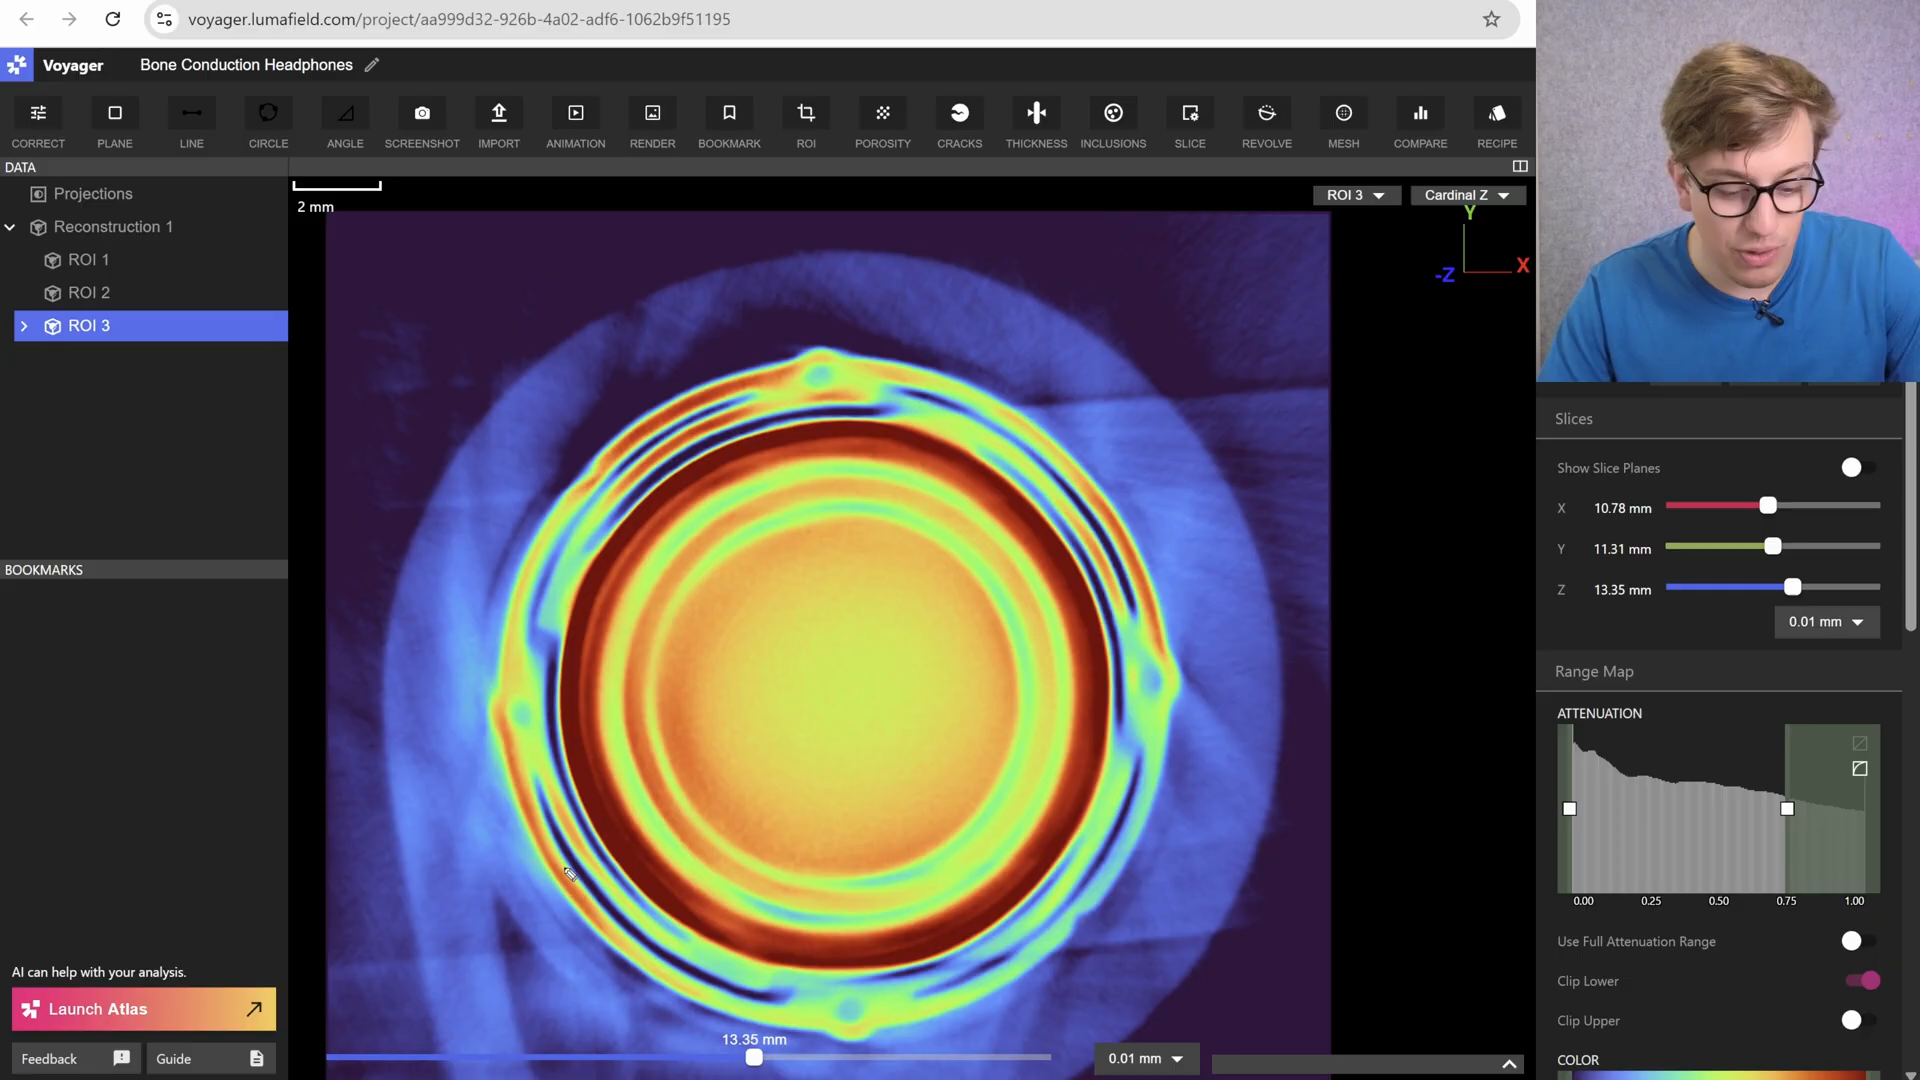 voyager.lumafield.com/project/aa999d32-926b-4a02-adf6-1062b9f51195
Voyager
Bone Conduction Headphones
CORRECT
PLANE
LINE
CIRCLE
ANGLE
SCREENSHOT
IMPORT
ANIMATION
RENDER
BOOKMARK
ROI
POROSITY
CRACKS
THICKNESS
INCLUSIONS
SLICE
REVOLVE
MESH
COMPARE
RECIPE
DATA
Projections
Reconstruction 1
ROI 1
ROI 2
ROI 3
BOOKMARKS
AI can help with your analysis.
Launch Atlas
Feedback
Guide
2 mm
ROI 3
Cardinal Z
Y
-Z
X
13.35 mm
0.01 mm
Slices
Show Slice Planes
X 10.78 mm
Y 11.31 mm
Z 13.35 mm
0.01 mm
Range Map
ATTENUATION
0.00 0.25 0.50 0.75 1.00
Use Full Attenuation Range
Clip Lower
Clip Upper
COLOR